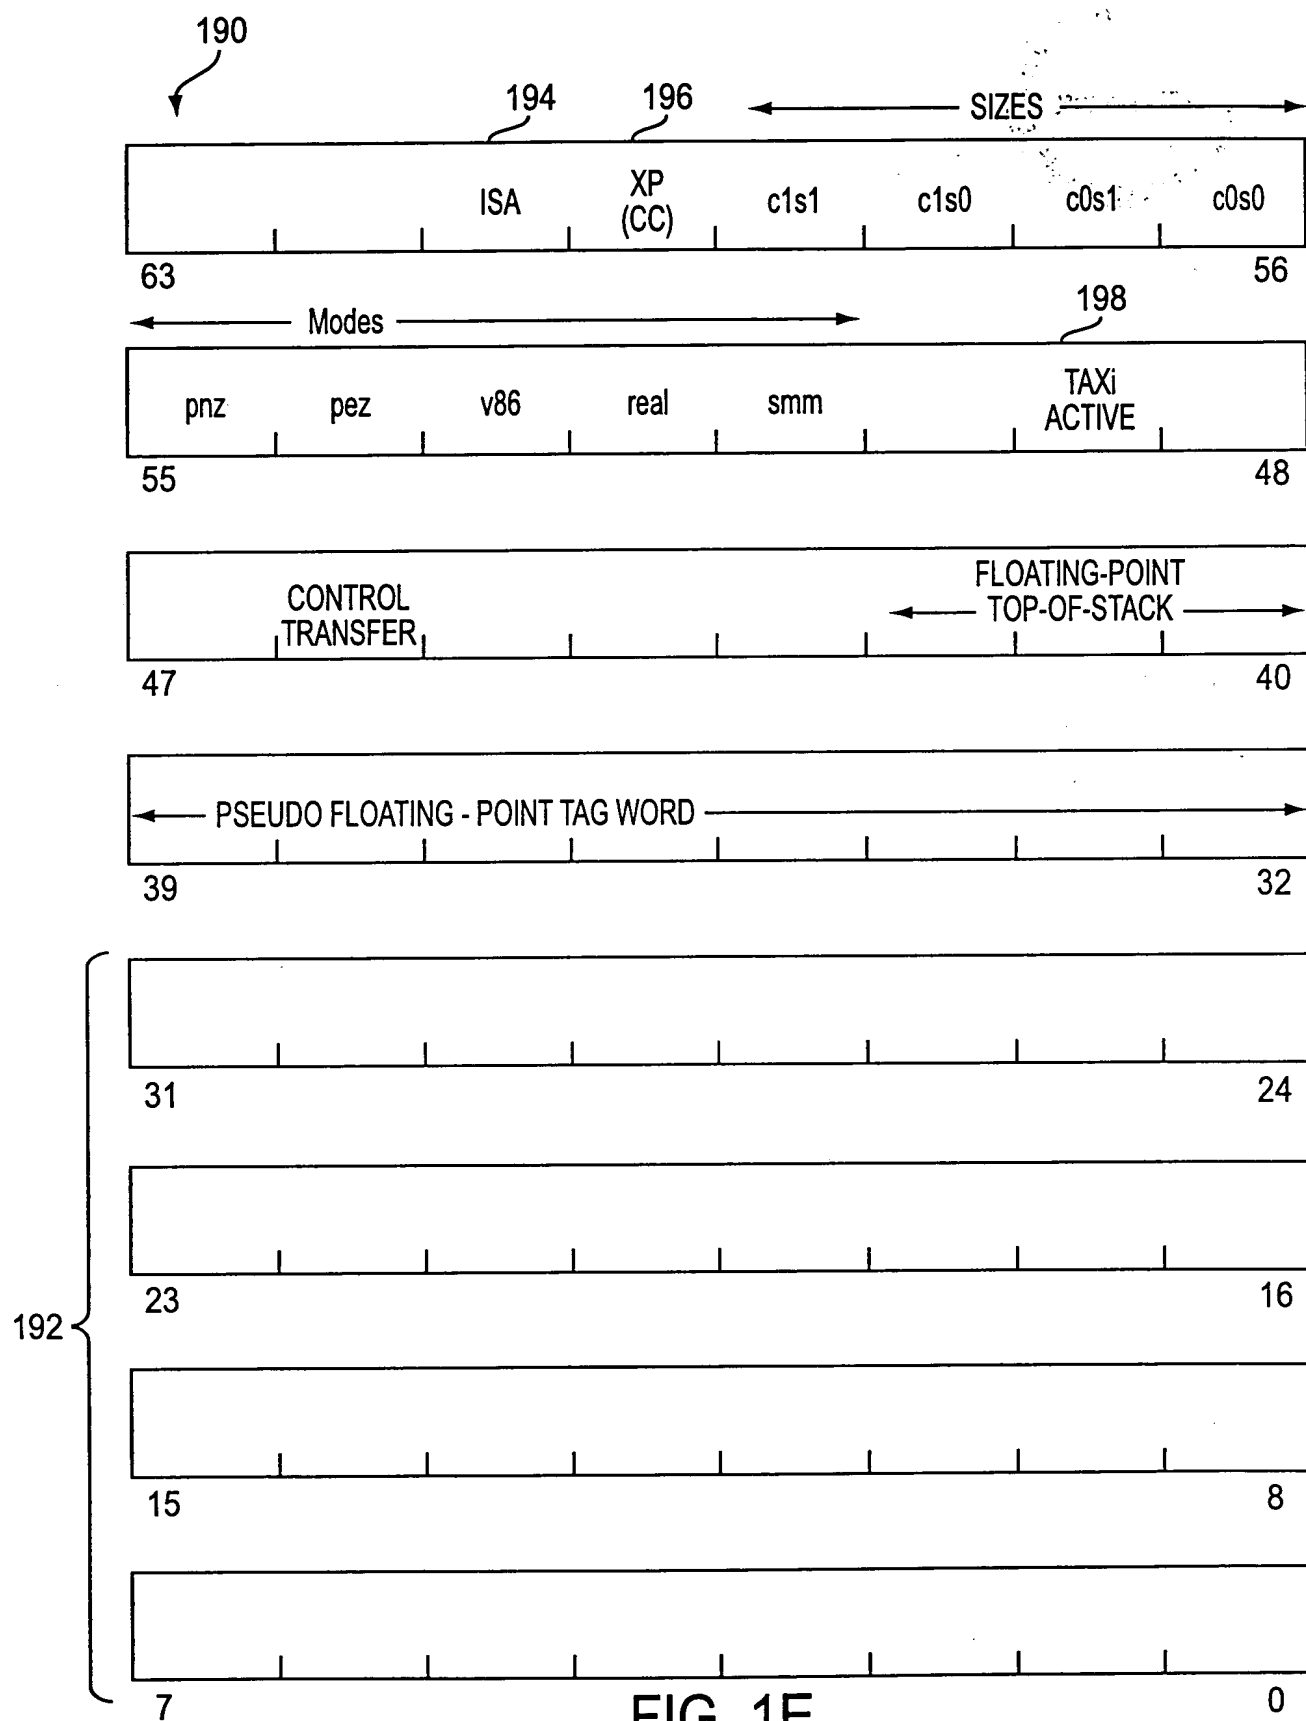 190
194 196 SIZES
ISA XP (CC) c1s1 c1s0 c0s1 c0s0
63 56
Modes 198
pnz pez v86 real smm TAXi ACTIVE
55 48
CONTROL TRANSFER FLOATING-POINT TOP-OF-STACK
47 40
PSEUDO FLOATING - POINT TAG WORD
39 32
31 24
23 16
192
15 8
7 0
FIG. 1E